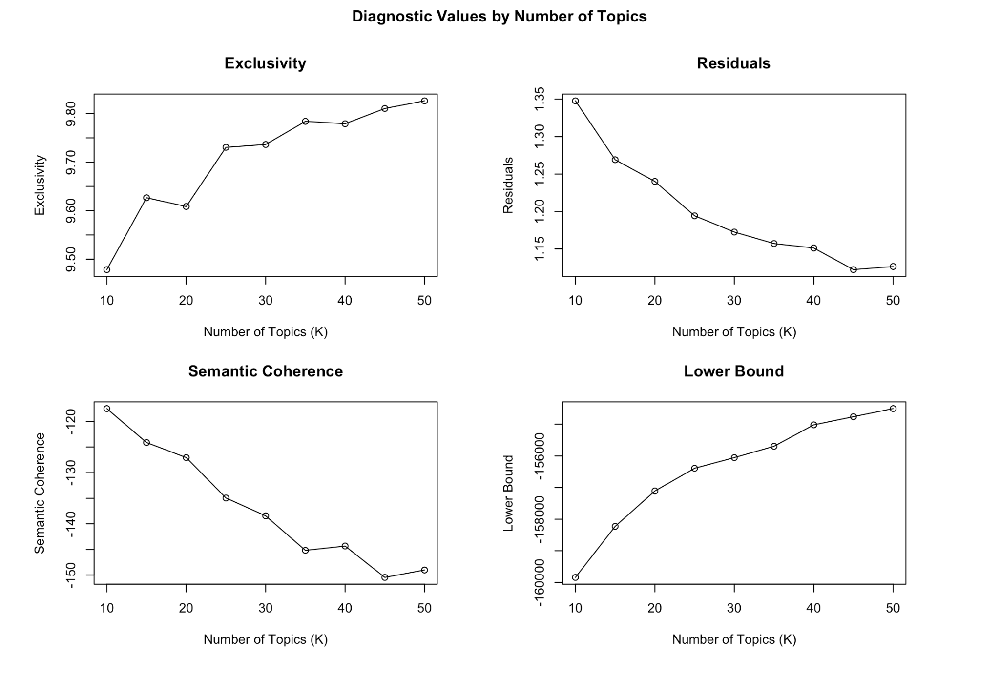 Diagnostic Values by Number of Topics
Exclusivity
Exclusivity
9.80
9.70
9.60
9.50
10 20 30 40 50
Number of Topics (K)
Residuals
Residuals
1.35
1.30
1.25
1.20
1.15
10 20 30 40 50
Number of Topics (K)
Semantic Coherence
Semantic Coherence
-120
-130
-140
-150
10 20 30 40 50
Number of Topics (K)
Lower Bound
Lower Bound
-156000
-158000
-160000
10 20 30 40 50
Number of Topics (K)